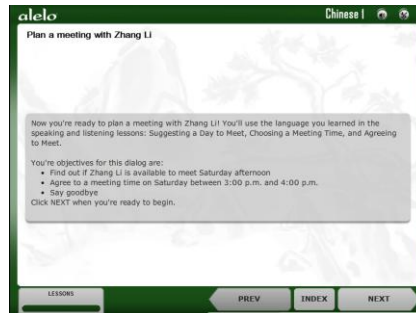 alelo
Chinese I
Plan a meeting with Zhang Li
Now you're ready to plan a meeting with Zhang Li! You'll use the language you learned in the
speaking and listening lessons: Suggesting a Day to Meet, Choosing a Meeting Time, and Agreeing
to Meet.
You're objectives for this dialog are:
• Find out if Zhang Li is available to meet Saturday afternoon
• Agree to a meeting time on Saturday between 3:00 p.m. and 4:00 p.m.
• Say goodbye
Click NEXT when you're ready to begin.
LESSONS
PREV
INDEX
NEXT